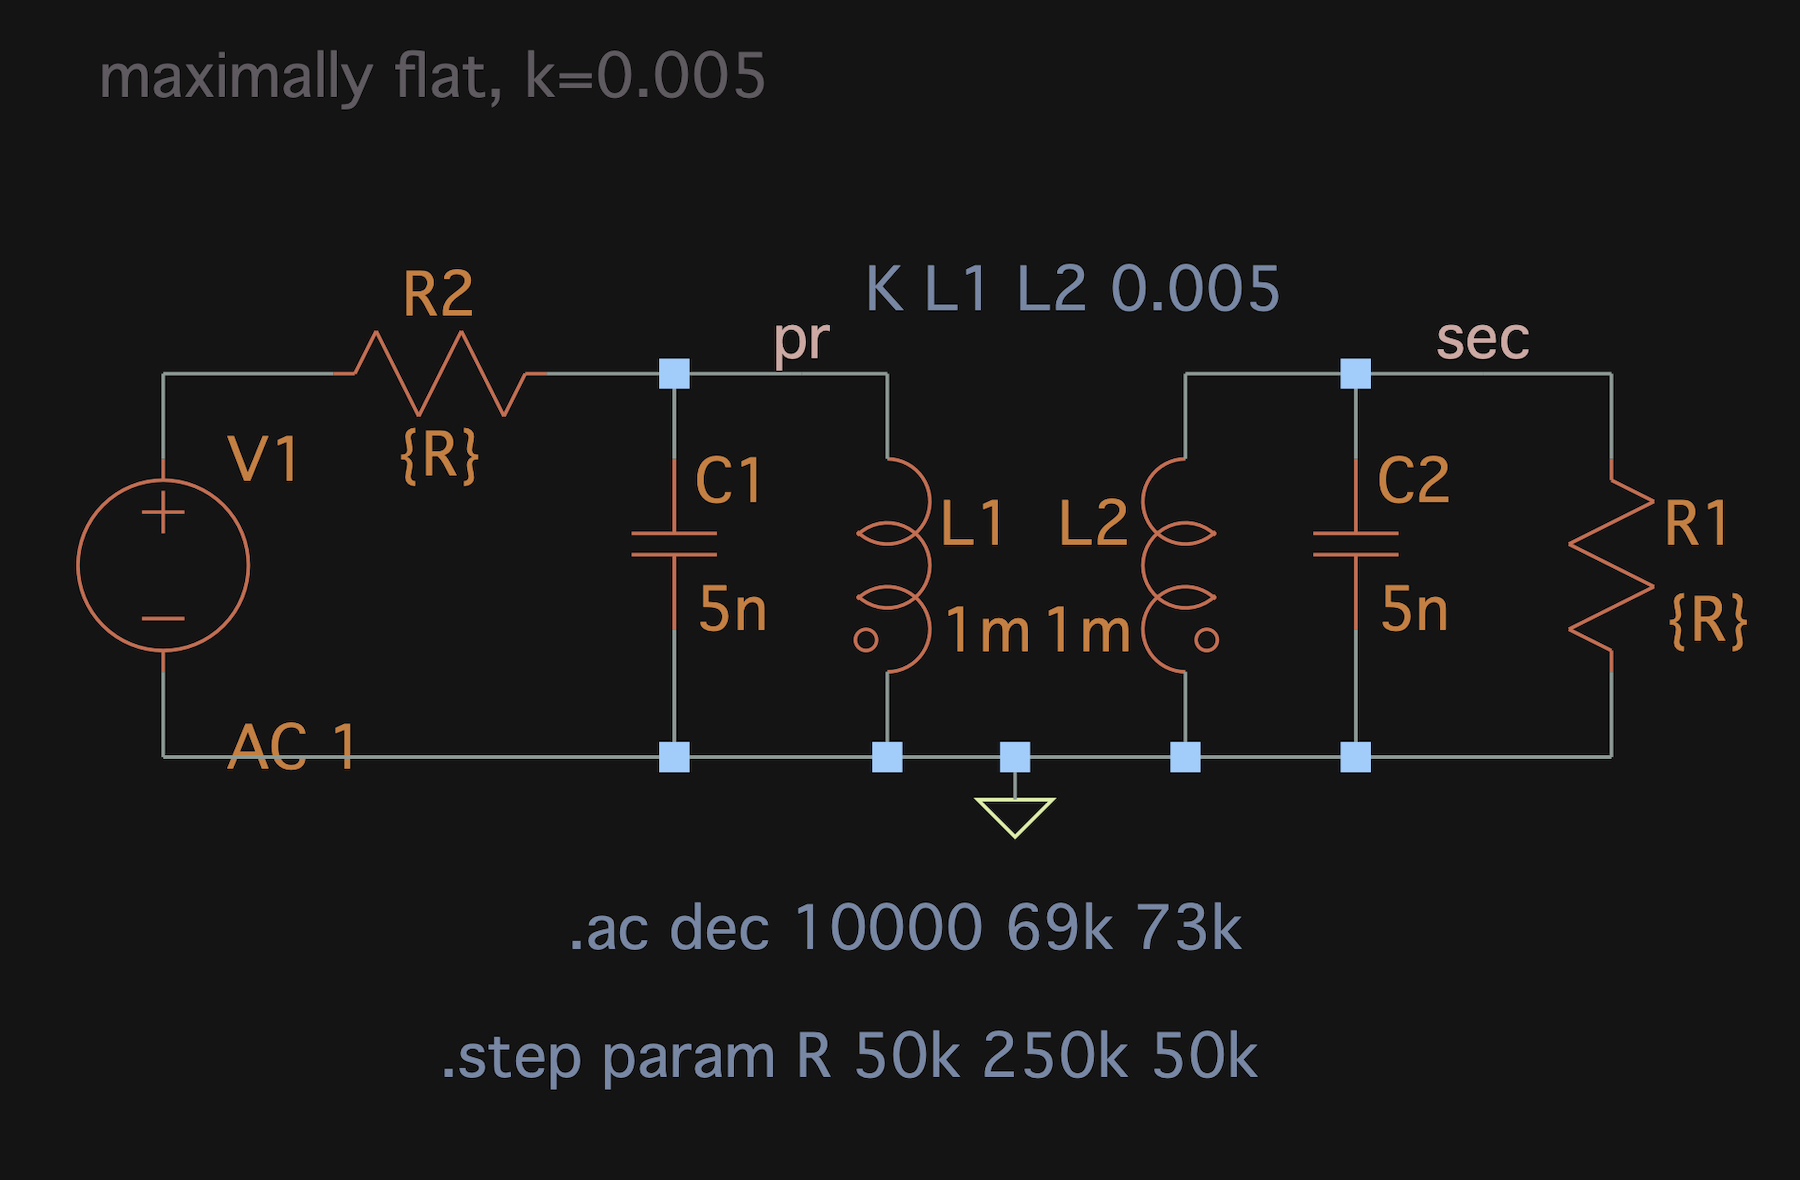 maximally flat, k=0.005
K L1 L2 0.005
R2
pr
sec
{R}
V1
C1
C2
L1
L2
R1
5n
5n
1m
1m
{R}
AC 1
.ac dec 10000 69k 73k
.step param R 50k 250k 50k